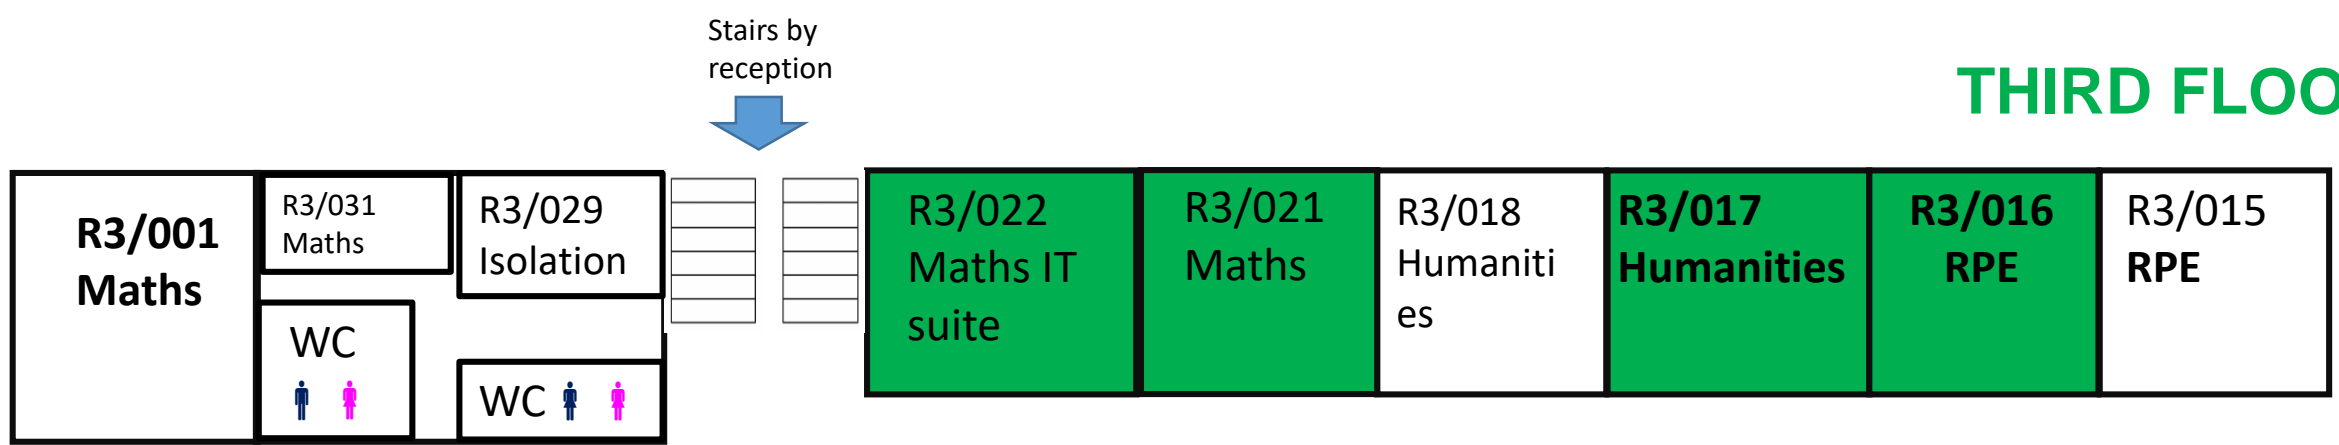 Stairs by
reception
THIRD FLOO
R3/001
Maths
R3/031
Maths
R3/029
Isolation
WC
WC
R3/022
Maths IT
suite
R3/021
Maths
R3/018
Humaniti
es
R3/017
Humanities
R3/016
RPE
R3/015
RPE